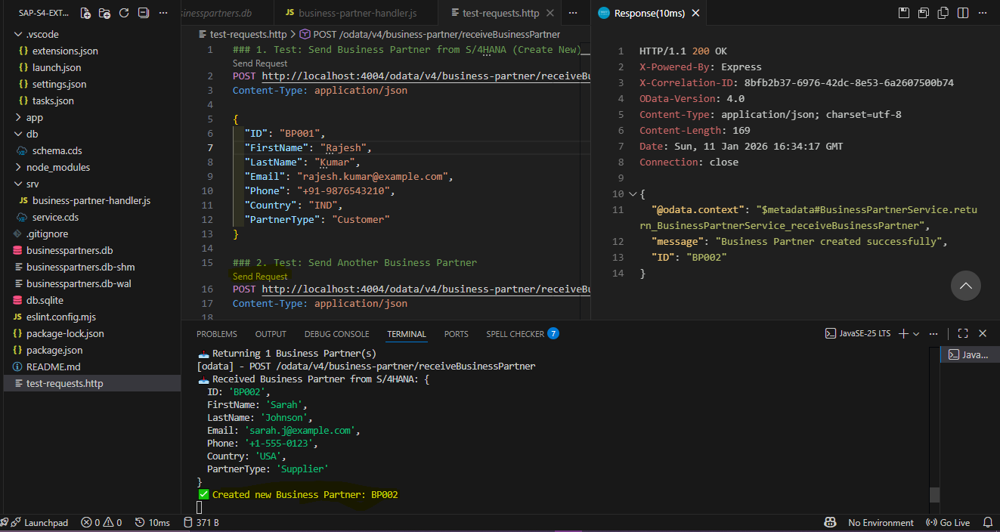 SAP-S4-EXT...
.vscode
{} extensions.json
{} launch.json
{} settings.json
{} tasks.json
app
db
schema.cds
node_modules
srv
JS business-partner-handler.js
service.cds
.gitignore
businesspartners.db
businesspartners.db-shm
businesspartners.db-wal
db.sqlite
JS eslint.config.mjs
{} package-lock.json
{} package.json
README.md
test-requests.http
sinesspartners.db
JS business-partner-handler.js
test-requests.http
test-requests.http > POST /odata/v4/business-partner/receiveBusinessPartner
1 ### 1. Test: Send Business Partner from S/4HANA (Create New)
Send Request
2 POST http://localhost:4004/odata/v4/business-partner/receiveBu
3 Content-Type: application/json
4
5 {
6 "ID": "BP001",
7 "FirstName": "Rajesh",
8 "LastName": "Kumar",
9 "Email": "rajesh.kumar@example.com",
10 "Phone": "+91-9876543210",
11 "Country": "IND",
12 "PartnerType": "Customer"
13 }
14
15 ### 2. Test: Send Another Business Partner
Send Request
16 POST http://localhost:4004/odata/v4/business-partner/receiveBu
17 Content-Type: application/json
18
Response(10ms)
1 HTTP/1.1 200 OK
2 X-Powered-By: Express
3 X-Correlation-ID: 8bfb2b37-6976-42dc-8e53-6a2607500b74
4 OData-Version: 4.0
5 Content-Type: application/json; charset=utf-8
6 Content-Length: 169
7 Date: Sun, 11 Jan 2026 16:34:17 GMT
8 Connection: close
9
10 {
11 "@odata.context": "$metadata#BusinessPartnerService.retu
rn_BusinessPartnerService_receiveBusinessPartner",
12 "message": "Business Partner created successfully",
13 "ID": "BP002"
14 }
PROBLEMS OUTPUT DEBUG CONSOLE TERMINAL PORTS SPELL CHECKER 7
JavaSE-25 LTS
Java...
Returning 1 Business Partner(s)
[odata] - POST /odata/v4/business-partner/receiveBusinessPartner
Received Business Partner from S/4HANA: {
ID: 'BP002',
FirstName: 'Sarah',
LastName: 'Johnson',
Email: 'sarah.j@example.com',
Phone: '+1-555-0123',
Country: 'USA',
PartnerType: 'Supplier'
}
✅ Created new Business Partner: BP002
Launchpad 0 0 10ms 371 B
No Environment Go Live